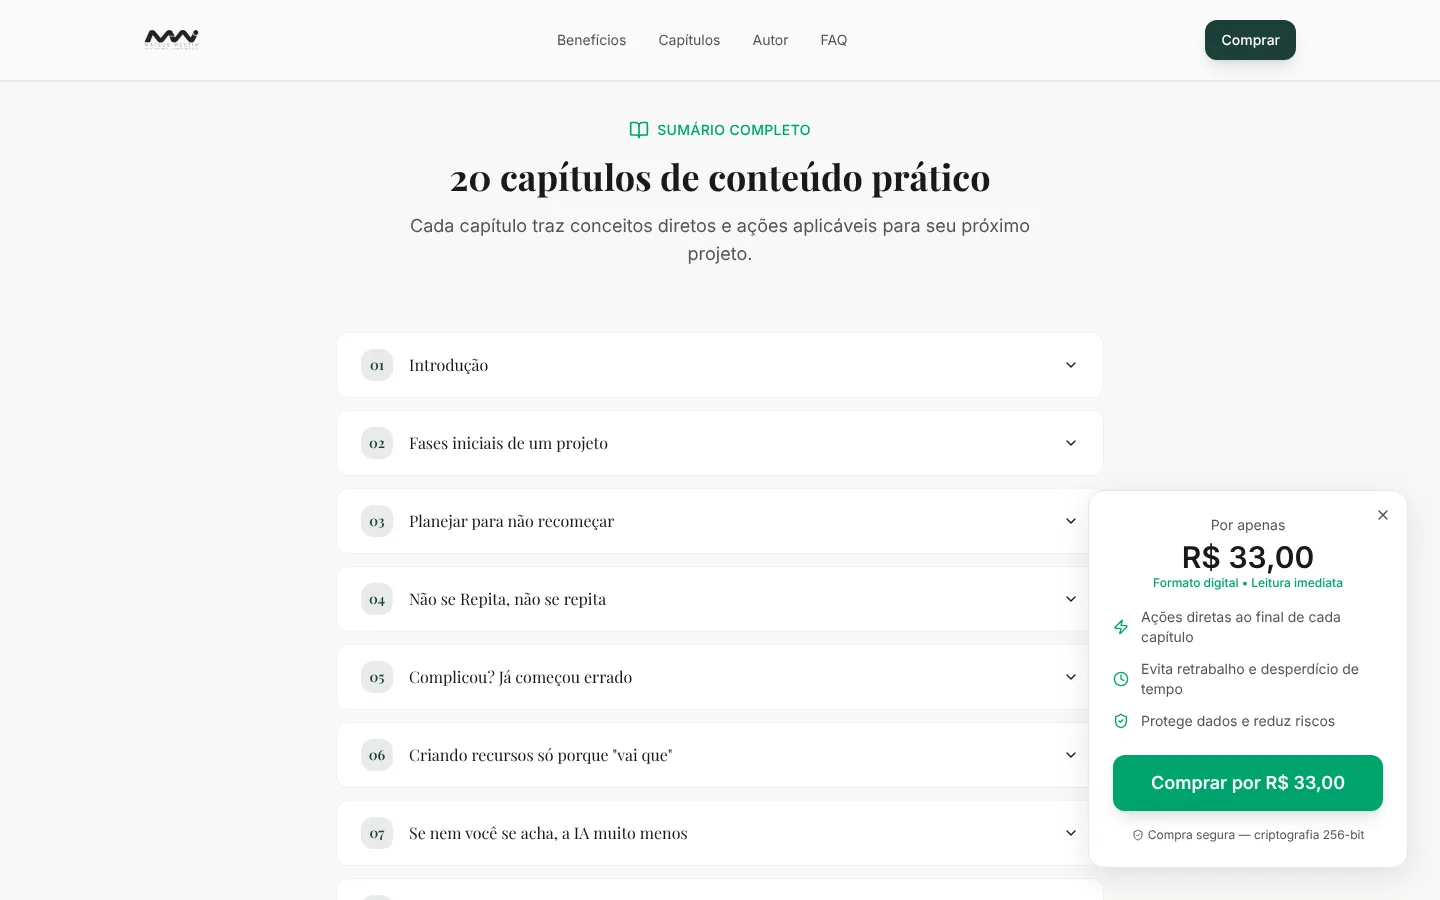 Benefícios
Capítulos
Autor
FAQ
Comprar
SUMÁRIO COMPLETO
20 capítulos de conteúdo prático
Cada capítulo traz conceitos diretos e ações aplicáveis para seu próximo
projeto.
01 Introdução
02 Fases iniciais de um projeto
03 Planejar para não recomeçar
04 Não se Repita, não se repita
05 Complicou? Já começou errado
06 Criando recursos só porque "vai que"
07 Se nem você se acha, a IA muito menos
Por apenas
R$ 33,00
Formato digital • Leitura imediata
Ações diretas ao final de cada
capítulo
Evita retrabalho e desperdício de
tempo
Protege dados e reduz riscos
Comprar por R$ 33,00
Compra segura — criptografia 256-bit